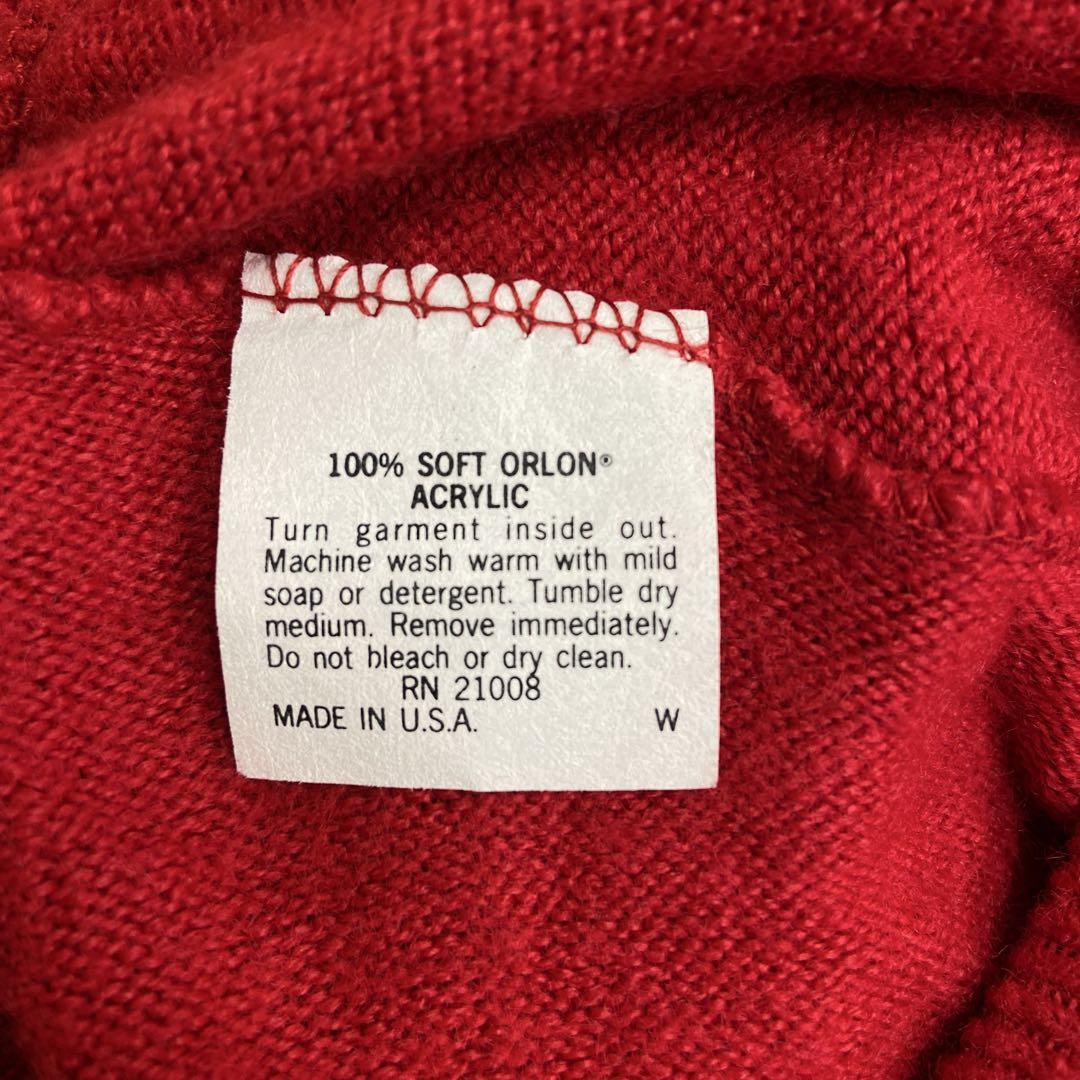 100% SOFT ORLON®
ACRYLIC
Turn garment inside out.
Machine wash warm with mild
soap or detergent. Tumble dry
medium. Remove immediately.
Do not bleach or dry clean.
RN 21008
MADE IN U.S.A. W